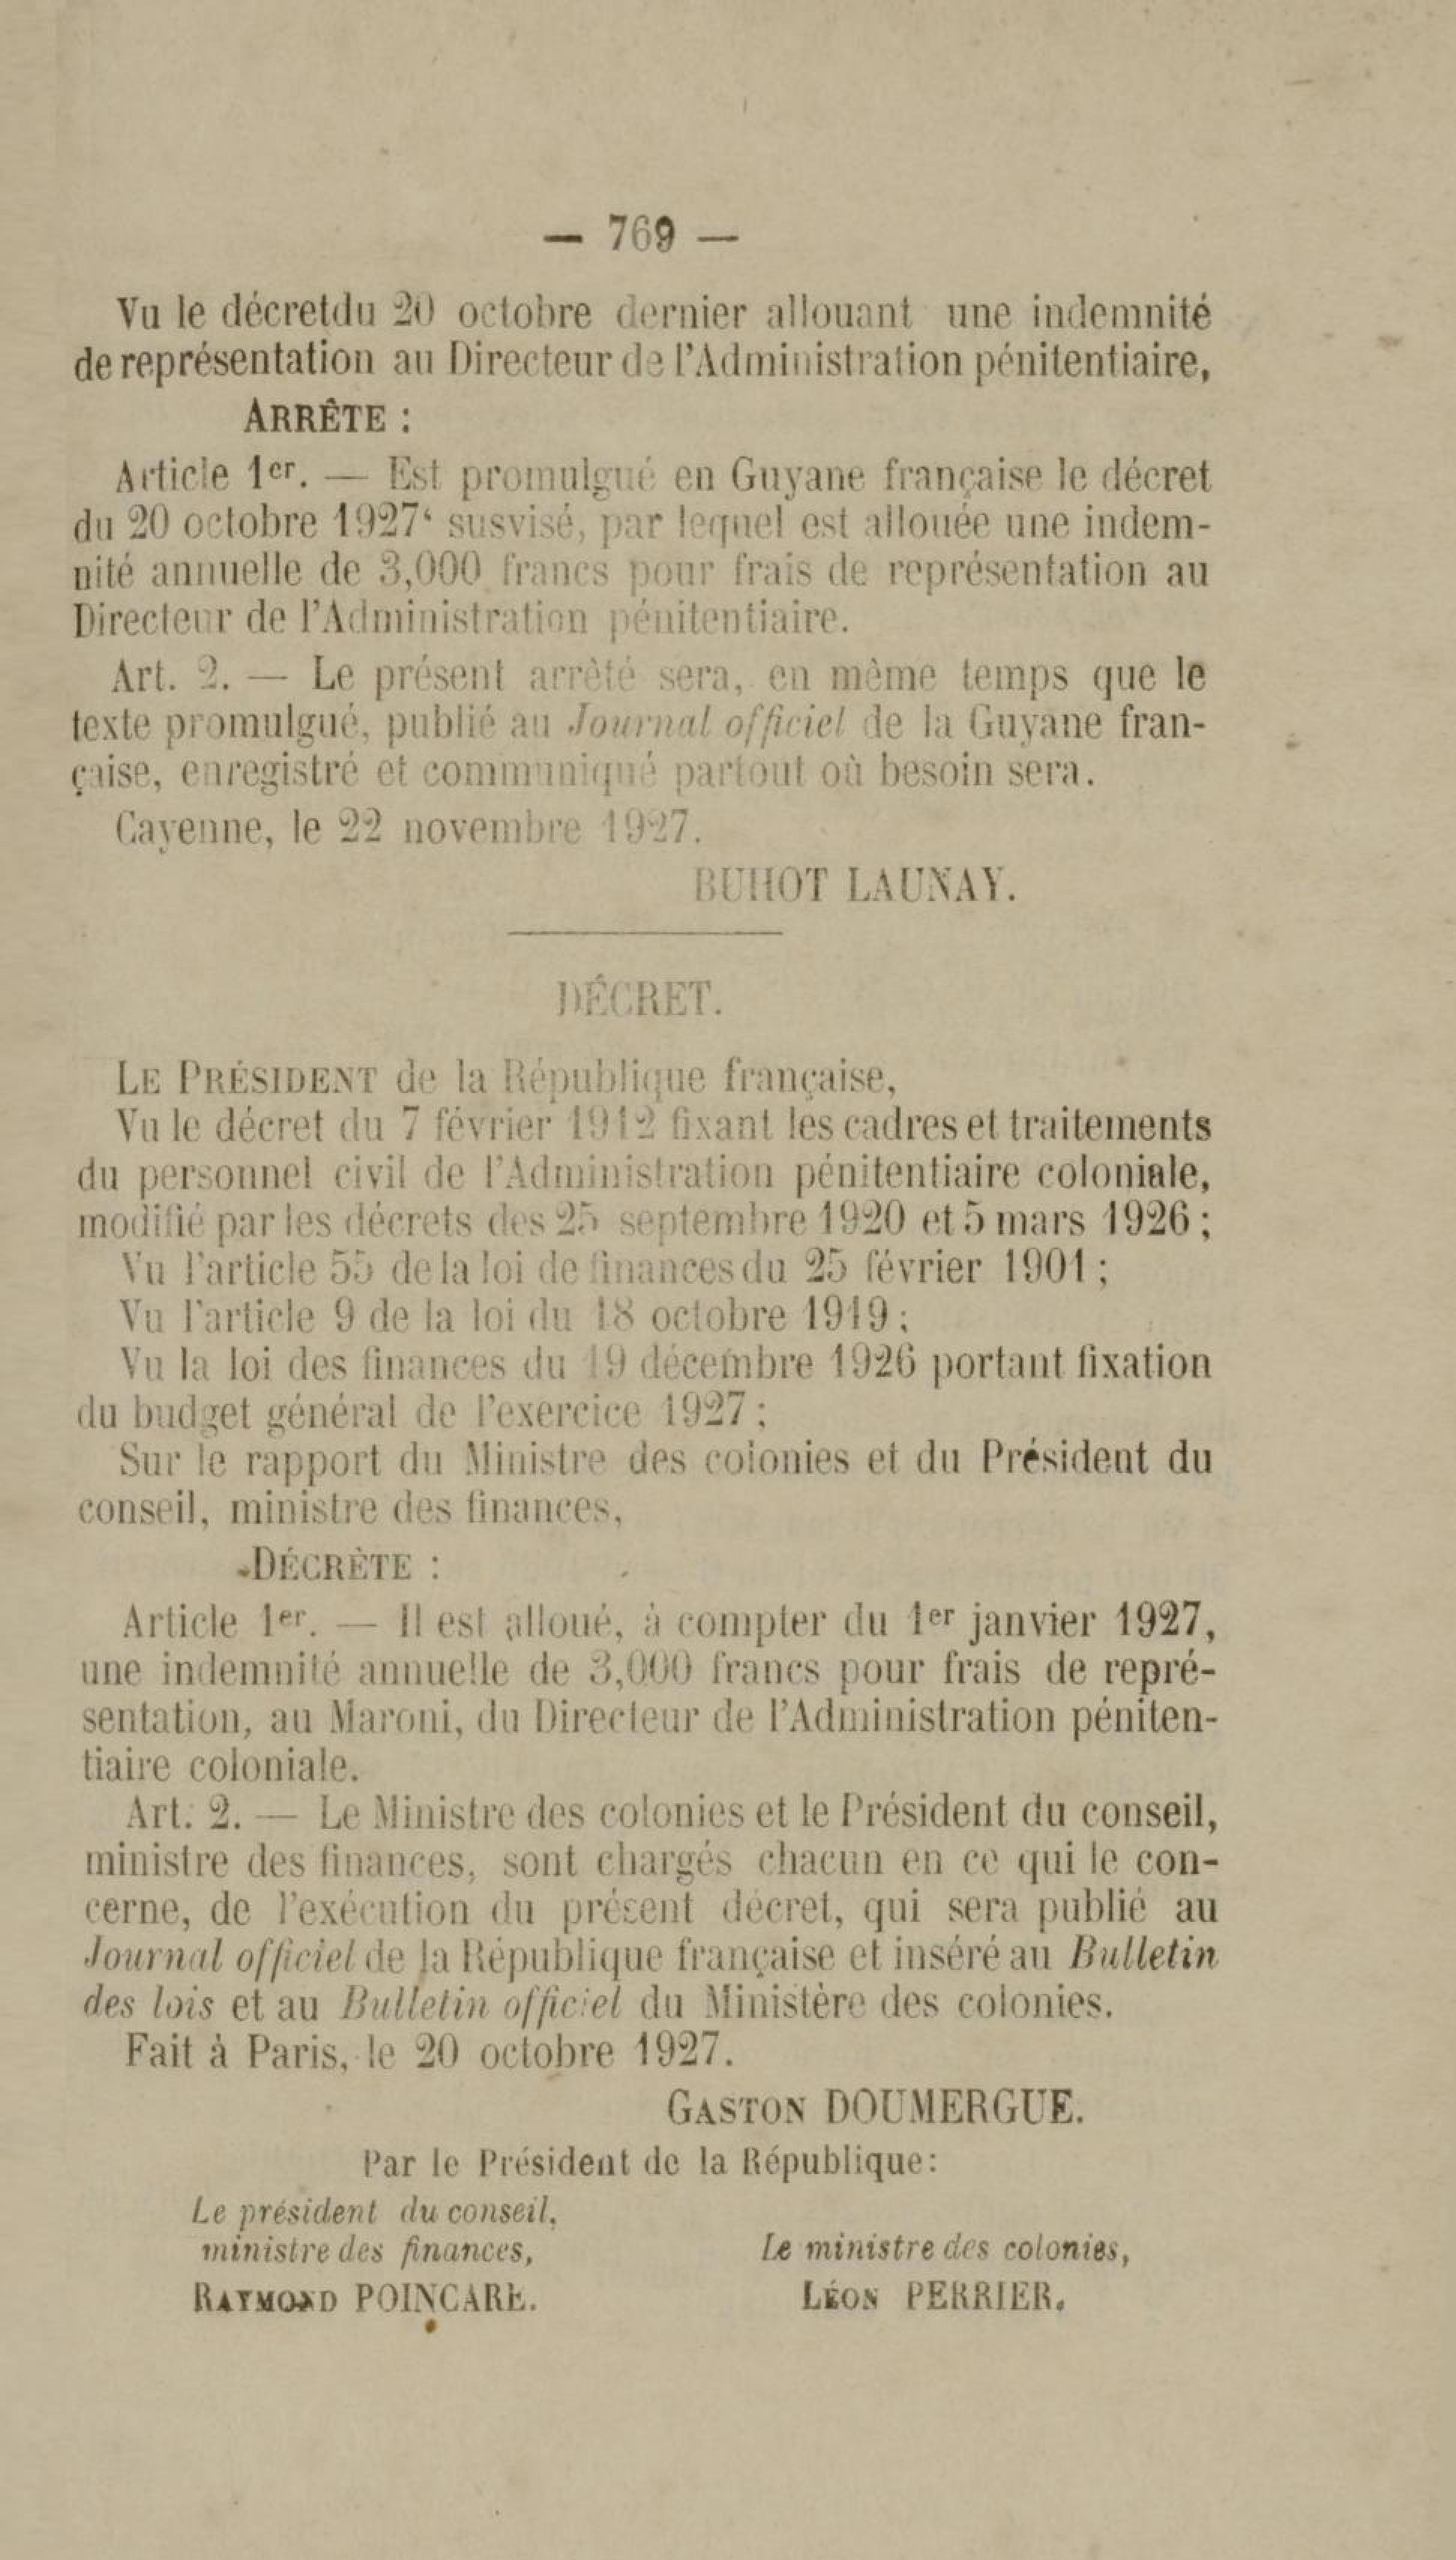 — 769 —
Vu le décret du 20 octobre dernier allouant une indemnité
de représentation au Directeur de l'Administration pénitentiaire,
ARRÊTE :
Article 1er. — Est promulgué en Guyane française le décret
du 20 octobre 1927 susvisé, par lequel est allouée une indem-
nité annuelle de 3,000 francs pour frais de représentation au
Directeur de l'Administration pénitentiaire.
Art. 2. — Le présent arrêté sera, en même temps que le
texte promulgué, publié au Journal officiel de la Guyane fran-
çaise, enregistré et communiqué partout où besoin sera.
Cayenne, le 22 novembre 1927.
BUHOT LAUNAY.
DÉCRET.
LE PRÉSIDENT de la République française,
Vu le décret du 7 février 1912 fixant les cadres et traitements
du personnel civil de l'Administration pénitentiaire coloniale,
modifié par les décrets des 25 septembre 1920 et 5 mars 1926 ;
Vu l'article 55 de la loi de finances du 25 février 1901 ;
Vu l'article 9 de la loi du 18 octobre 1919 ;
Vu la loi des finances du 19 décembre 1926 portant fixation
du budget général de l'exercice 1927 ;
Sur le rapport du Ministre des colonies et du Président du
conseil, ministre des finances,
DÉCRÈTE :
Article 1er. — Il est alloué, à compter du 1er janvier 1927,
une indemnité annuelle de 3,000 francs pour frais de repré-
sentation, au Maroni, du Directeur de l'Administration péniten-
tiaire coloniale.
Art. 2. — Le Ministre des colonies et le Président du conseil,
ministre des finances, sont chargés chacun en ce qui le con-
cerne, de l'exécution du présent décret, qui sera publié au
Journal officiel de la République française et inséré au Bulletin
des lois et au Bulletin officiel du Ministère des colonies.
Fait à Paris, le 20 octobre 1927.
GASTON DOUMERGUE.
Par le Président de la République :
Le président du conseil,
ministre des finances,
RAYMOND POINCARÉ.
Le ministre des colonies,
LÉON PERRIER.